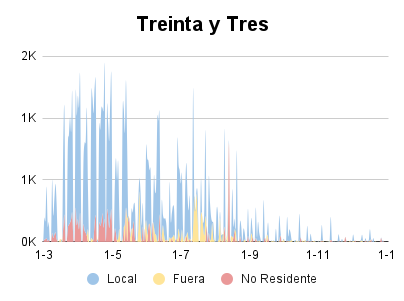 Treinta y Tres
2K
1K
1K
0K
1-3 1-5 1-7 1-9 1-11 1-1
Local Fuera No Residente